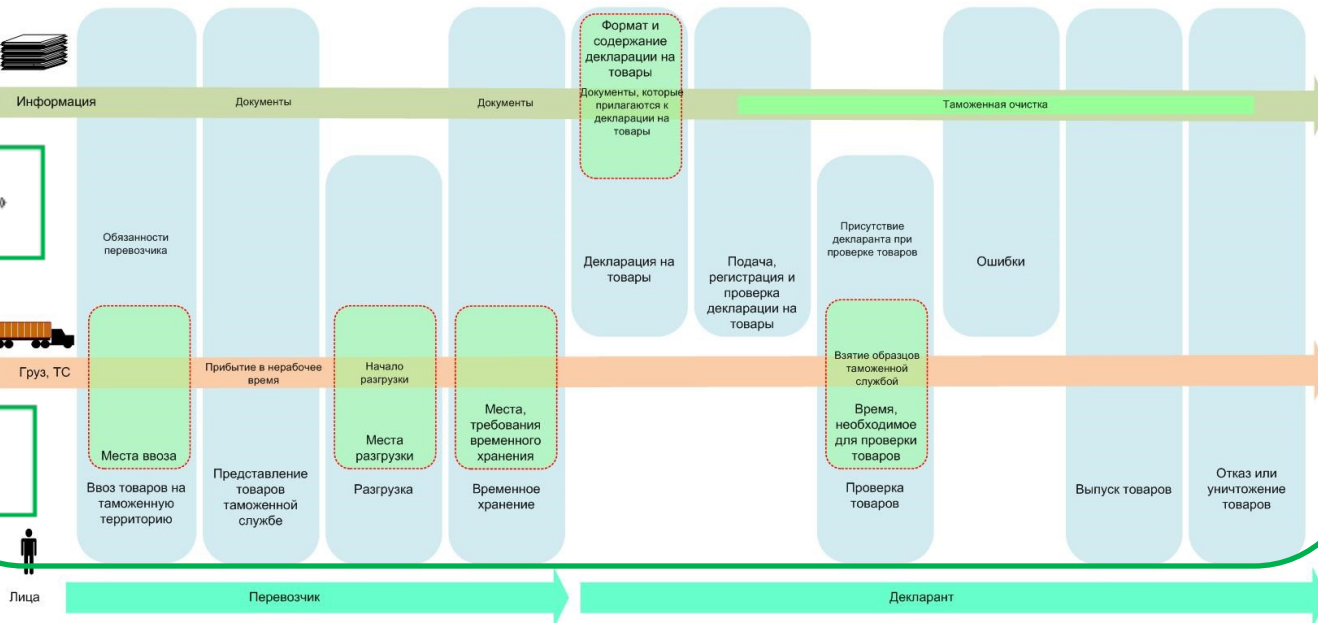 Формат и
содержание
декларации на
товары
Информация
Документы
Документы
Документы, которые
прилагаются к
декларации на
товары
Таможенная очистка
Обязанности
перевозчика
Декларация на
товары
Подача,
регистрация и
проверка
декларации на
товары
Присутствие
декларанта при
проверке товаров
Ошибки
Груз, ТС
Прибытие в нерабочее
время
Начало
разгрузки
Взятие образцов
таможенной
службой
Места ввоза
Места
разгрузки
Места,
требования
временного
хранения
Время,
необходимое
для проверки
товаров
Ввоз товаров на
таможенную
территорию
Представление
товаров
таможенной
службе
Разгрузка
Временное
хранение
Проверка
товаров
Выпуск товаров
Отказ или
уничтожение
товаров
Лица
Перевозчик
Декларант